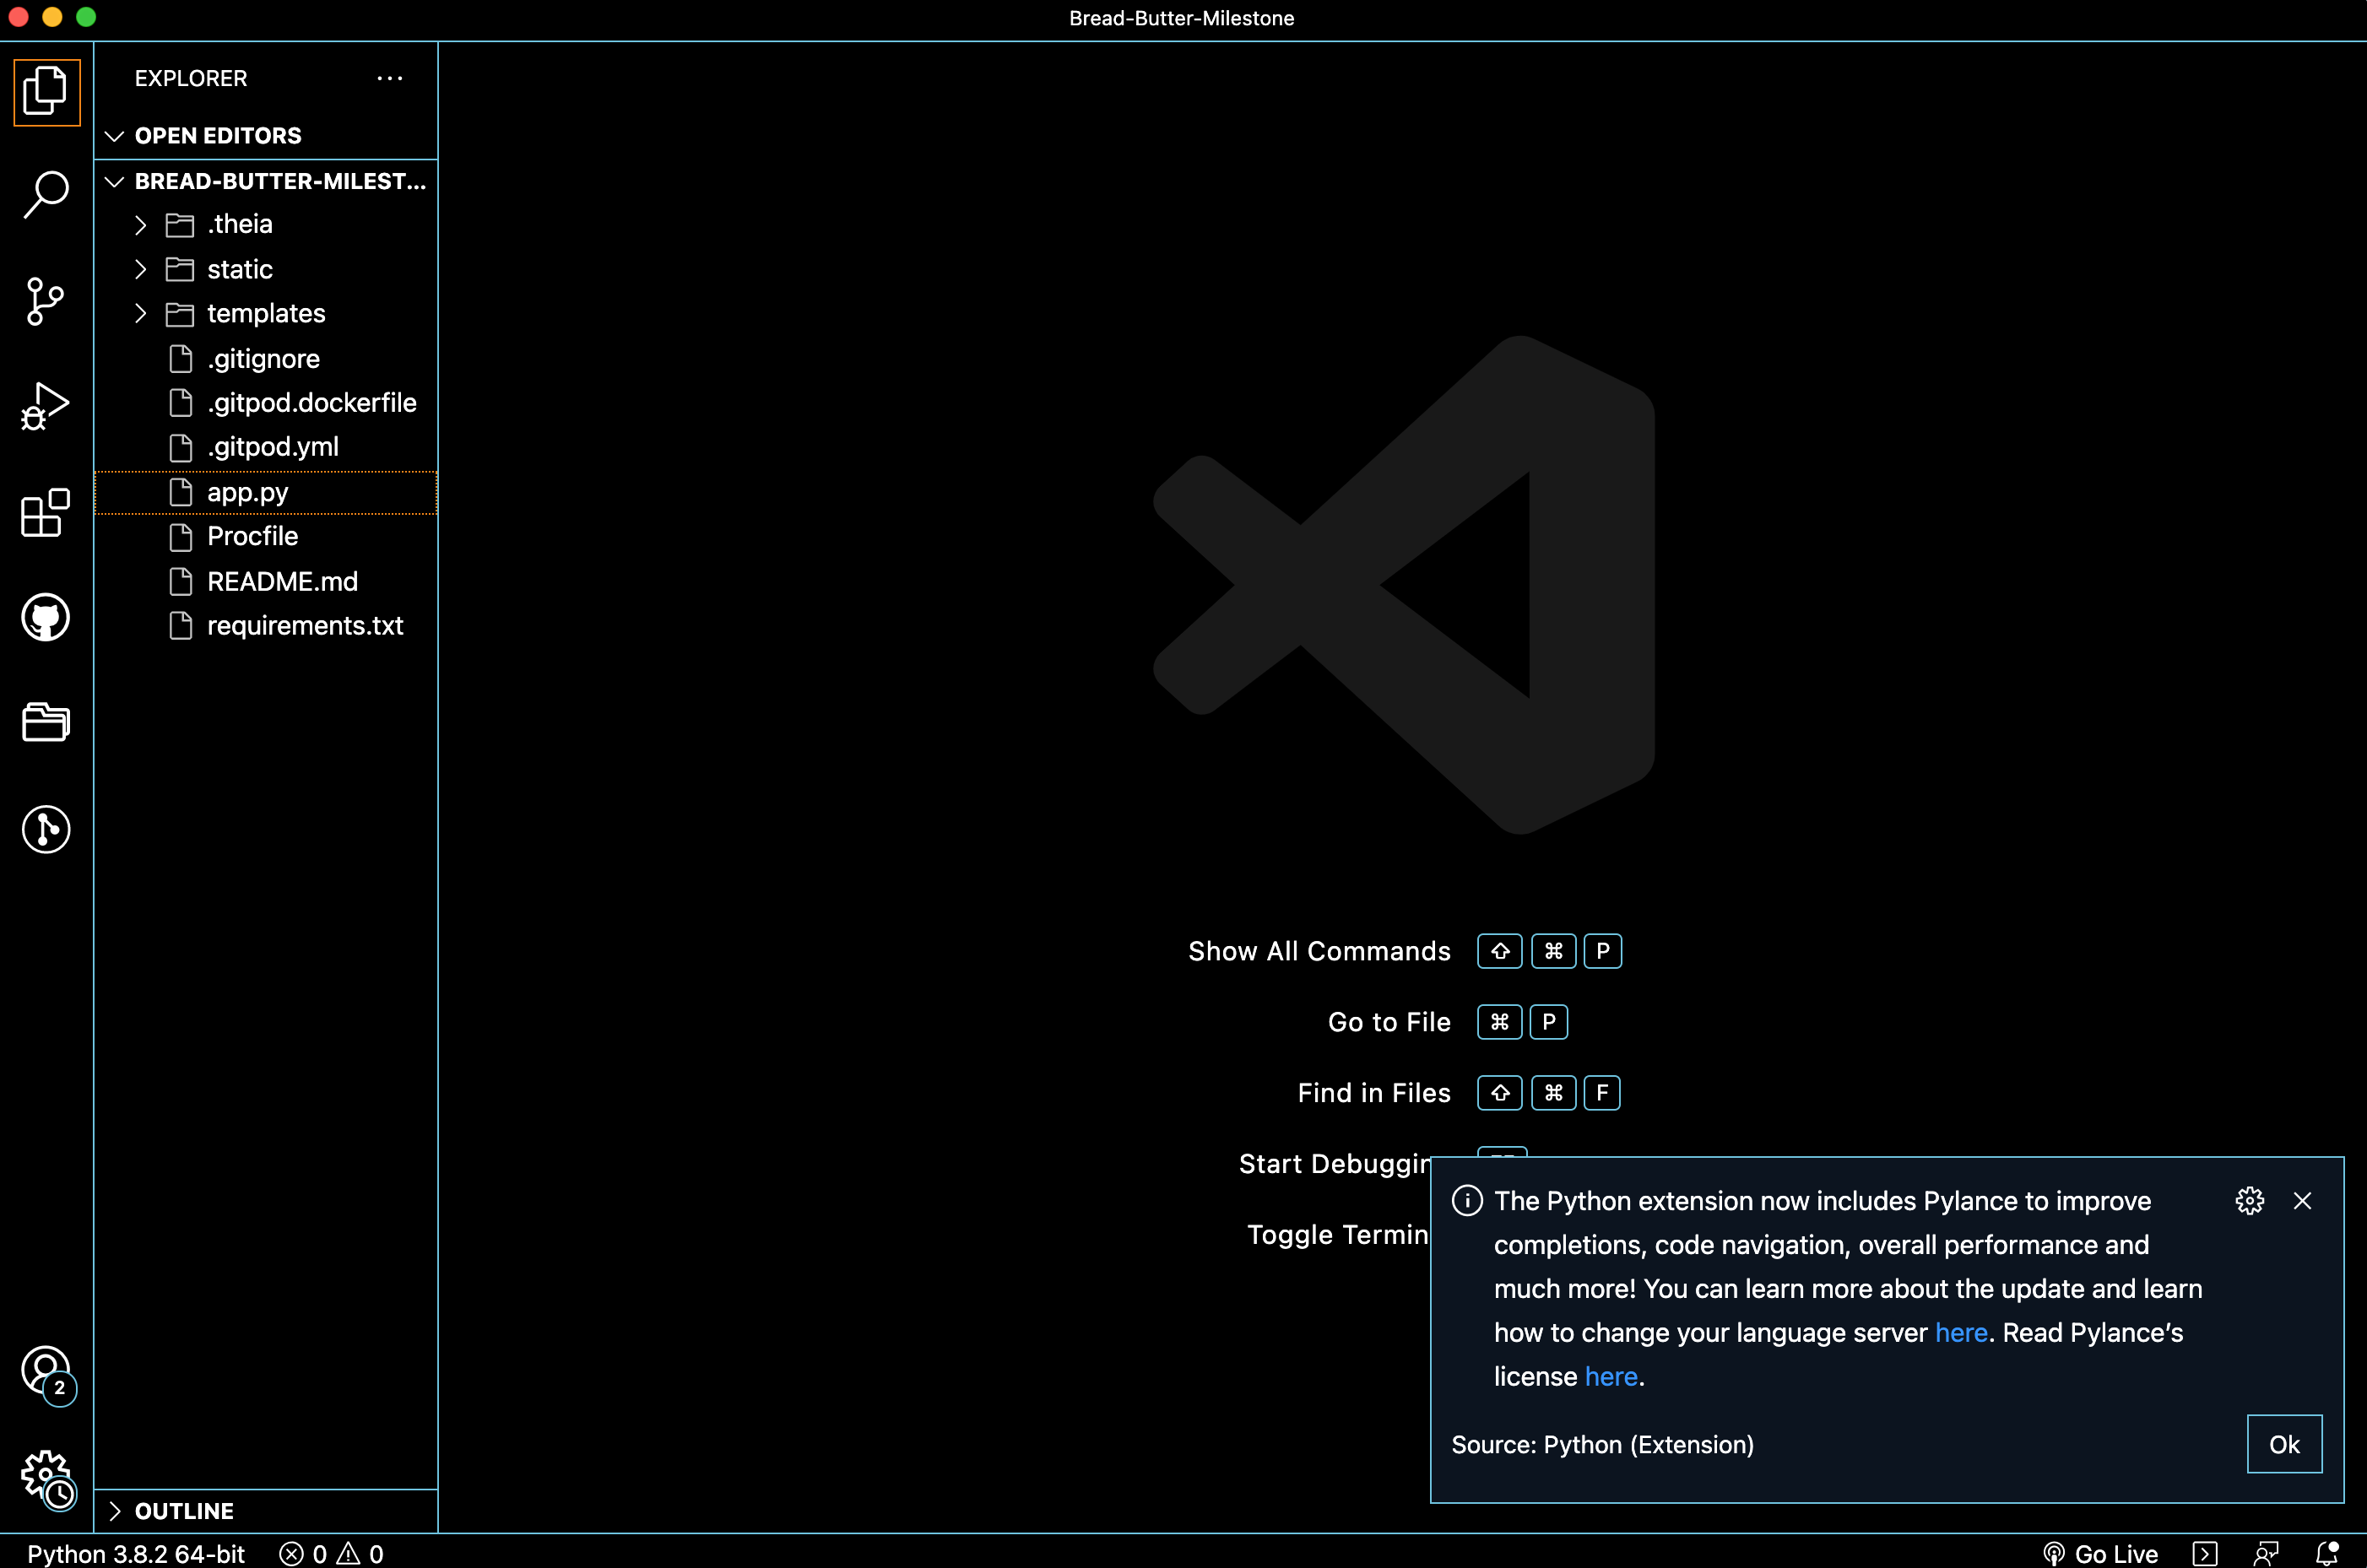 Bread-Butter-Milestone
EXPLORER
OPEN EDITORS
BREAD-BUTTER-MILEST...
.theia
static
templates
.gitignore
.gitpod.dockerfile
.gitpod.yml
app.py
Procfile
README.md
requirements.txt
2
OUTLINE
Show All Commands ⇧ ⌘ P
Go to File ⌘ P
Find in Files ⇧ ⌘ F
Start Debuggin
Toggle Termin
The Python extension now includes Pylance to improve
completions, code navigation, overall performance and
much more! You can learn more about the update and learn
how to change your language server here. Read Pylance’s
license here.
Source: Python (Extension)
Ok
Python 3.8.2 64-bit 0 0 Go Live